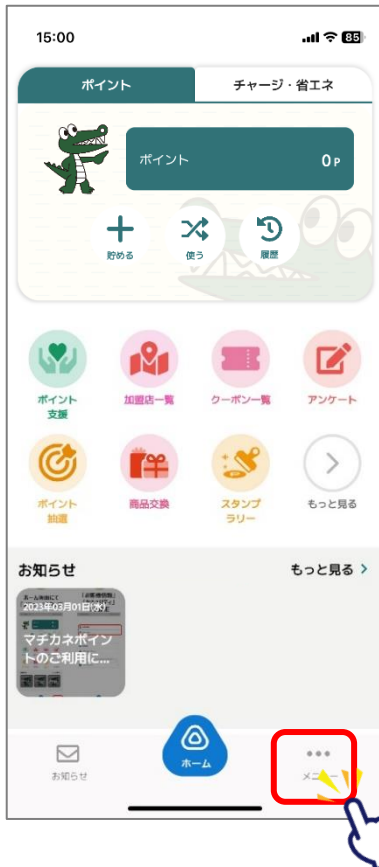 15:00
85
ポイント
チャージ・省エネ
ポイント
0 P
貯める
使う
履歴
ポイント
支援
加盟店一覧
クーポン一覧
アンケート
ポイント
抽選
商品交換
スタンプ
ラリー
もっと見る
お知らせ
もっと見る
2023年03月01日(水)
マチカネポイン
トのご利用に...
お知らせ
ホーム